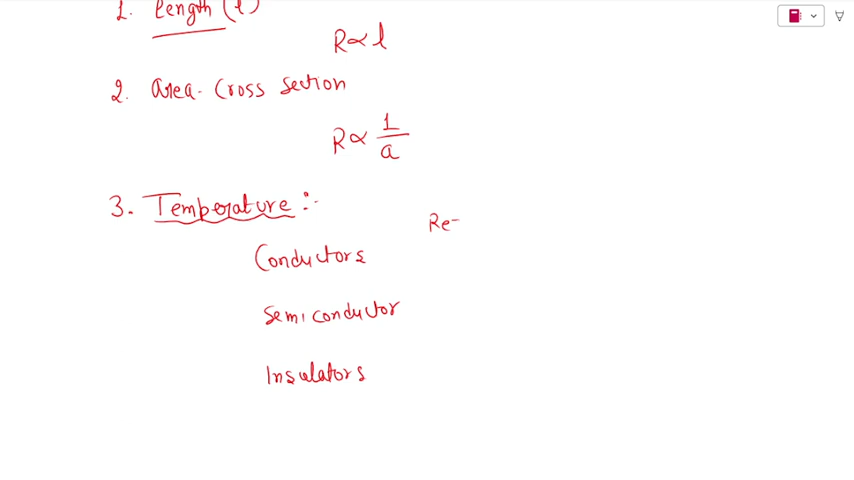 1. Length (l)
R ∝ l
2. Area- Cross section
R ∝ 1/a
3. Temperature :-
Re-
Conductors
Semiconductor
Insulators